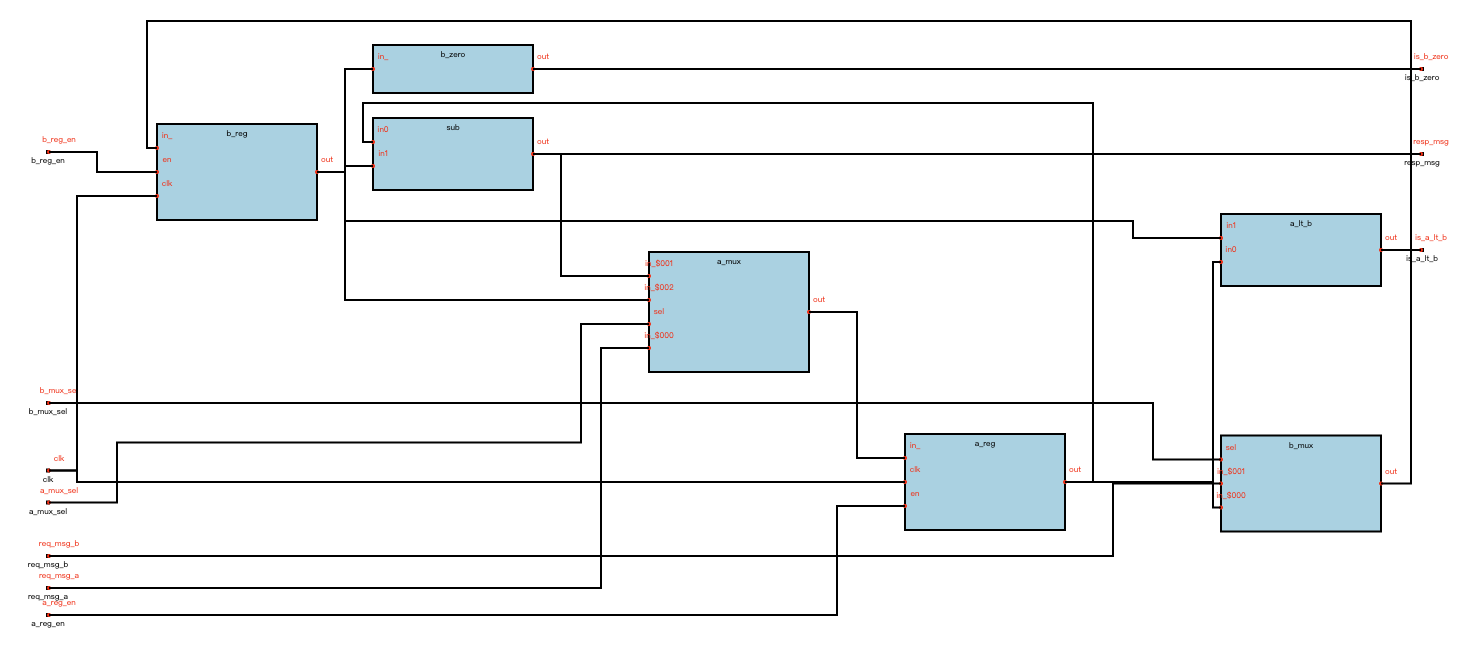 b_zero
in_
out
is_b_zero
is_b_zero
b_reg
in_
en
clk
out
b_reg_en
b_reg_en
sub
in0
in1
out
resp_msg
resp_msg
a_lt_b
in1
in0
out
is_a_lt_b
is_a_lt_b
a_mux
in_$001
in_$002
sel
in_$000
out
b_mux_sel
b_mux_sel
clk
clk
a_mux_sel
a_mux_sel
a_reg
in_
clk
en
out
b_mux
sel
in_$001
in_$000
out
req_msg_b
req_msg_b
req_msg_a
req_msg_a
a_reg_en
a_reg_en